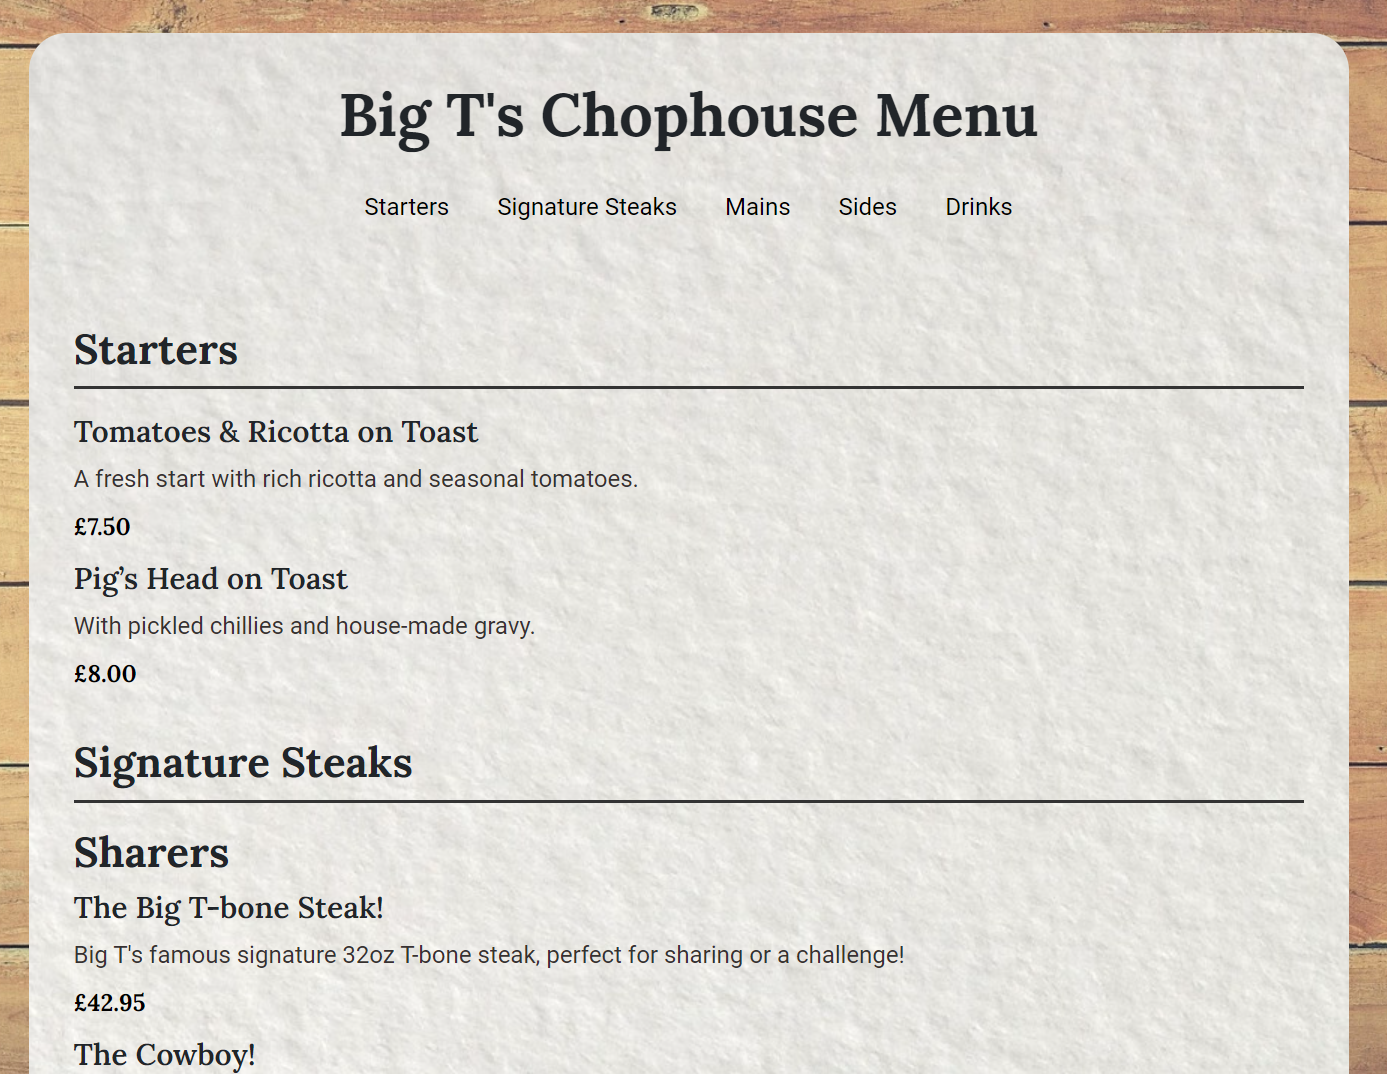 Big T's Chophouse Menu
Starters Signature Steaks Mains Sides Drinks
Starters
Tomatoes & Ricotta on Toast
A fresh start with rich ricotta and seasonal tomatoes.
£7.50
Pig’s Head on Toast
With pickled chillies and house-made gravy.
£8.00
Signature Steaks
Sharers
The Big T-bone Steak!
Big T's famous signature 32oz T-bone steak, perfect for sharing or a challenge!
£42.95
The Cowboy!